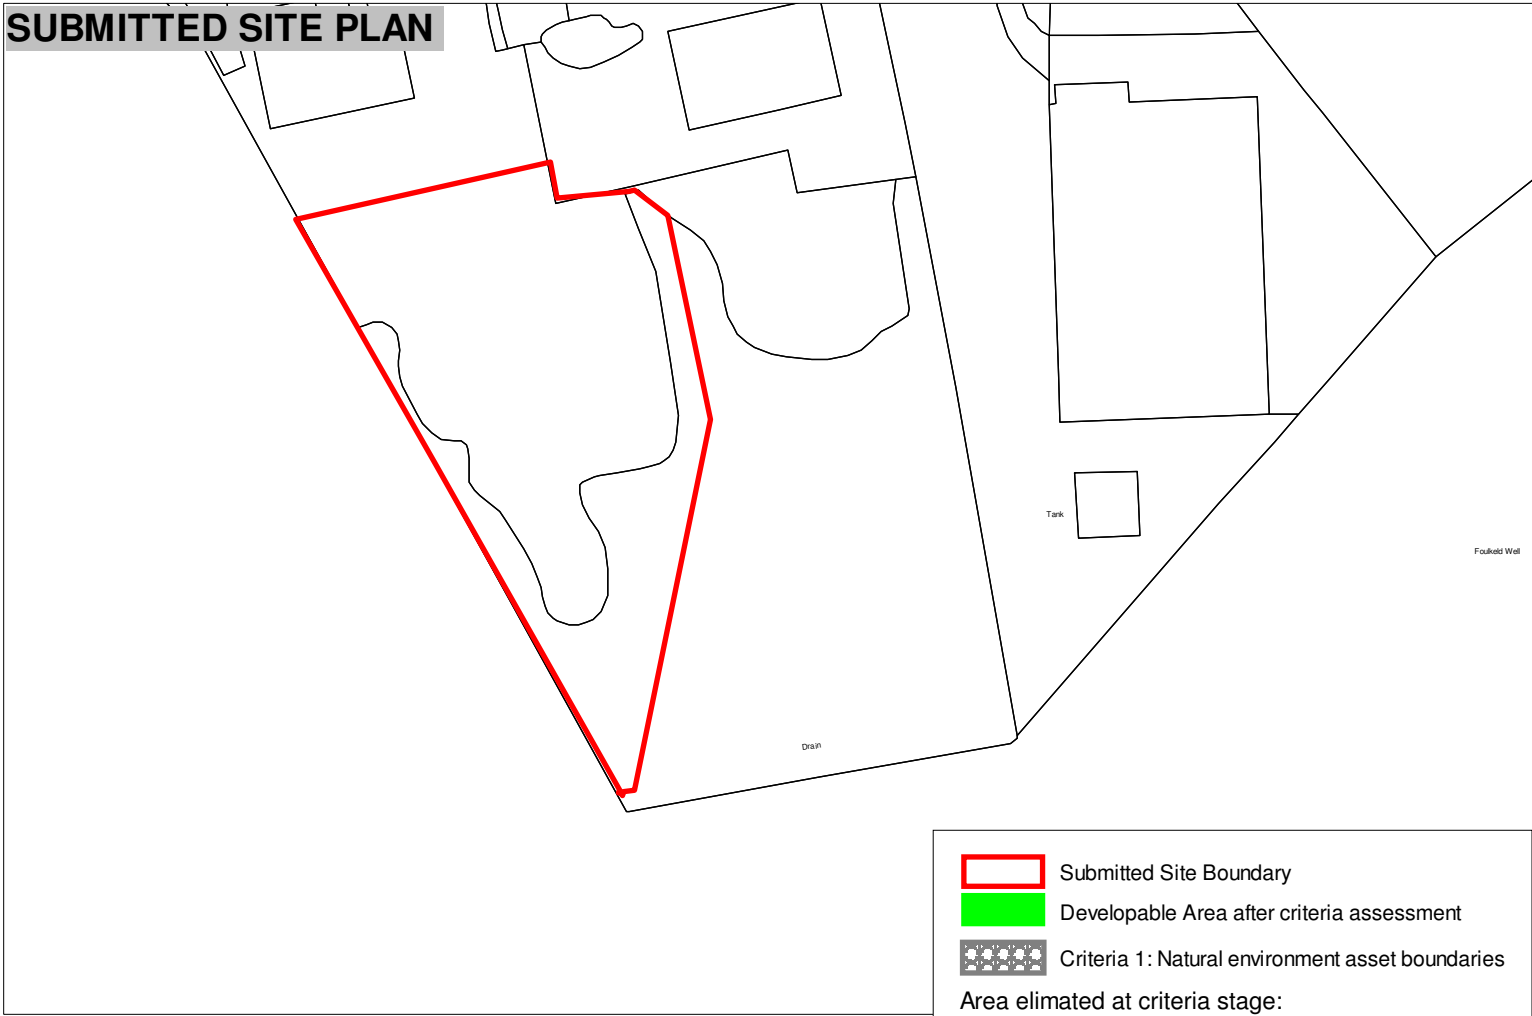 SUBMITTED SITE PLAN
Tank
Foulkeld Well
Drain
Submitted Site Boundary
Developable Area after criteria assessment
Criteria 1: Natural environment asset boundaries
Area elimated at criteria stage: